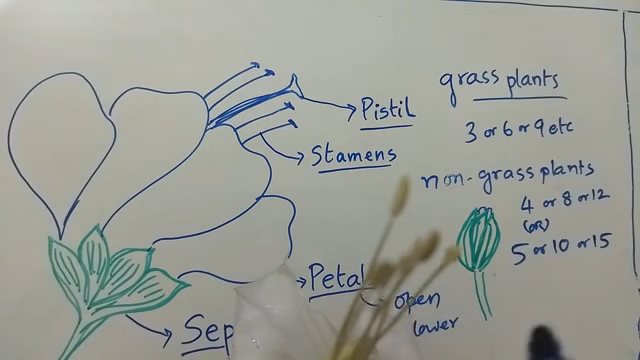 Pistil
Stamens
Petal
open
Sep
grass plants
3 or 6 or 9 etc
non-grass plants
4 or 8 or 12
(or)
5 or 10 or 15